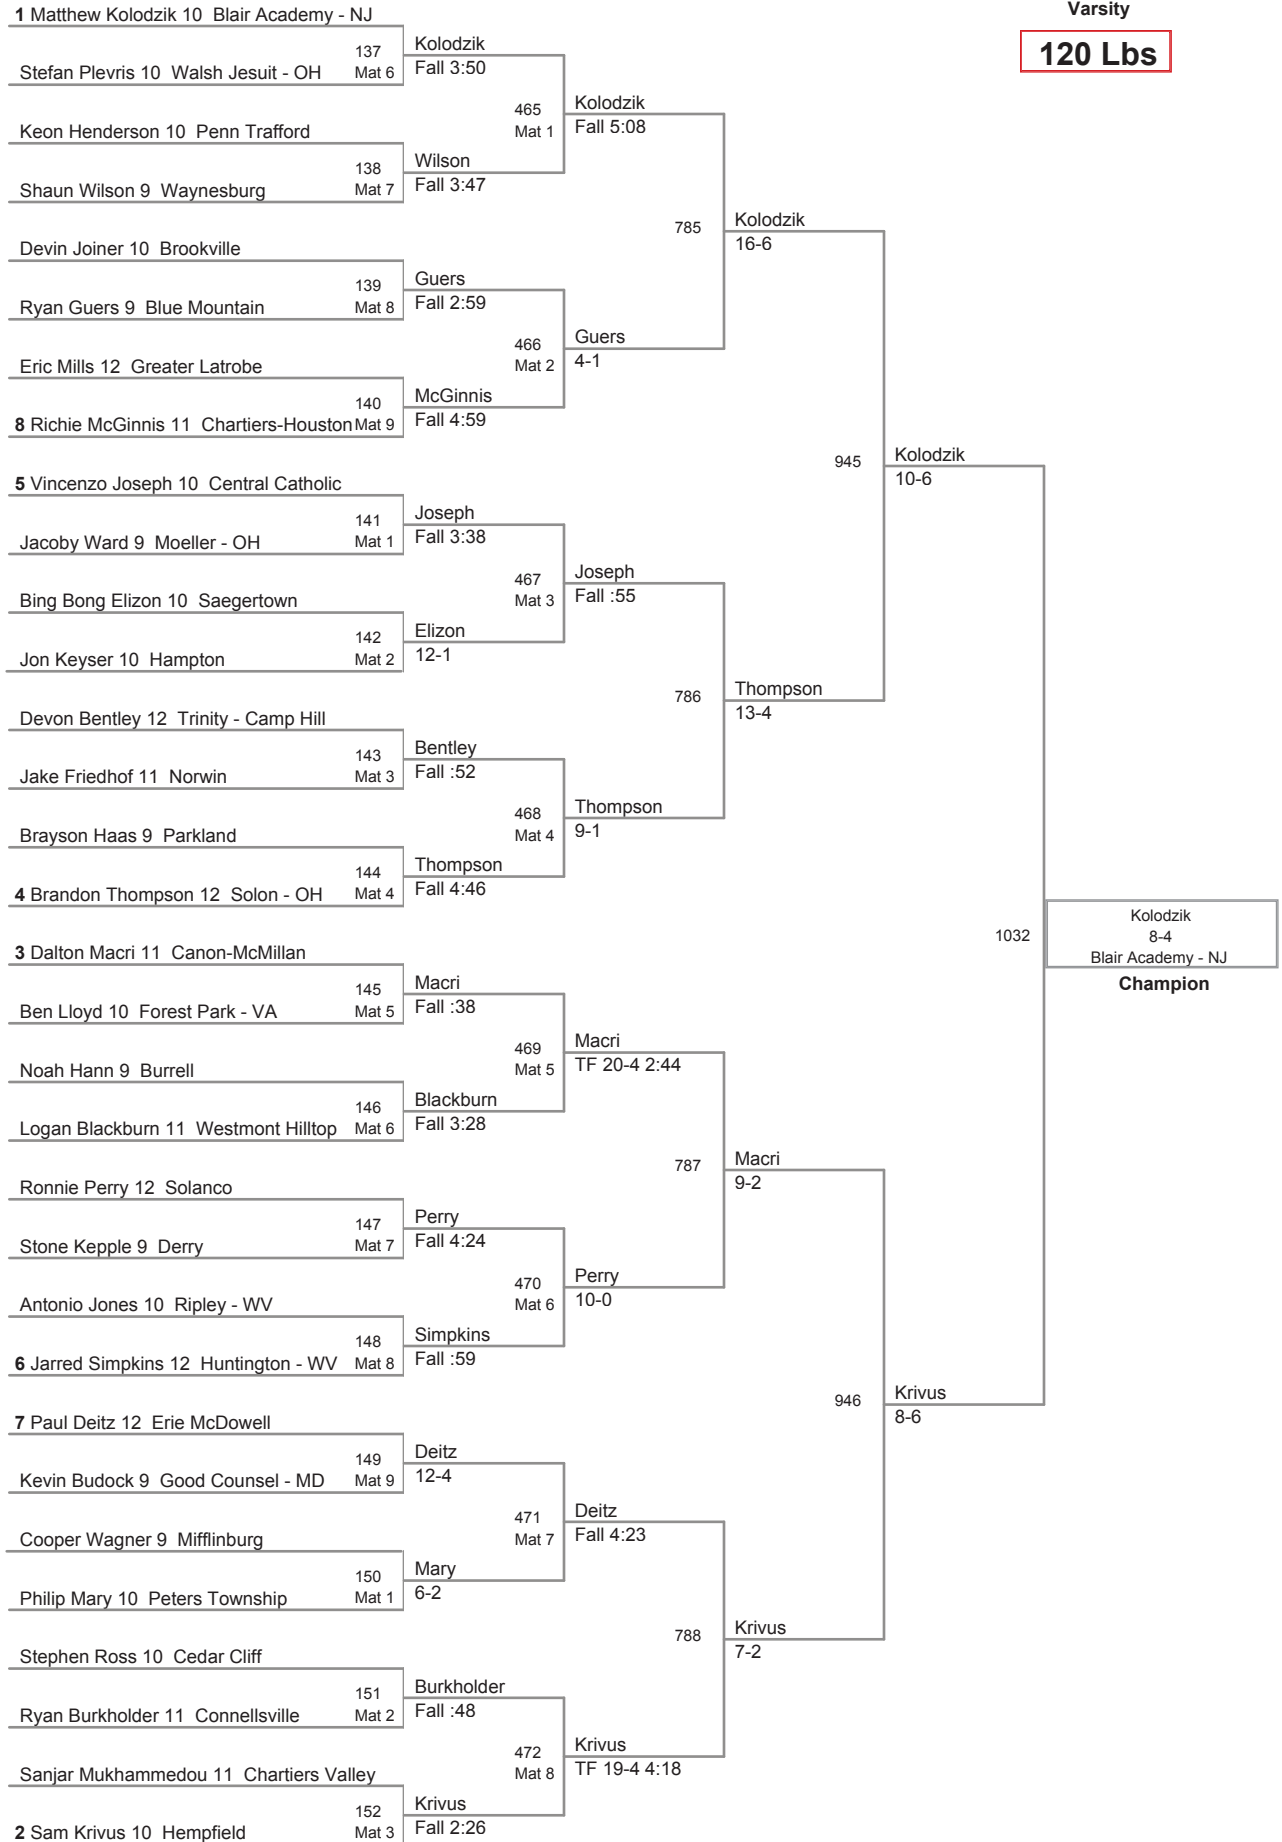 1 Matthew Kolodzik 10 Blair Academy - NJ
Varsity
137
Kolodzik
120 Lbs
Stefan Plevris 10 Walsh Jesuit - OH
Mat 6
Fall 3:50
465
Kolodzik
Keon Henderson 10 Penn Trafford
Mat 1
Fall 5:08
138
Wilson
Shaun Wilson 9 Waynesburg
Mat 7
Fall 3:47
785
Kolodzik
16-6
Devin Joiner 10 Brookville
139
Guers
Ryan Guers 9 Blue Mountain
Mat 8
Fall 2:59
466
Guers
Eric Mills 12 Greater Latrobe
Mat 2
4-1
140
McGinnis
8 Richie McGinnis 11 Chartiers-Houston
Mat 9
Fall 4:59
945
Kolodzik
10-6
5 Vincenzo Joseph 10 Central Catholic
141
Joseph
Jacoby Ward 9 Moeller - OH
Mat 1
Fall 3:38
467
Joseph
Bing Bong Elizon 10 Saegertown
Mat 3
Fall :55
142
Elizon
Jon Keyser 10 Hampton
Mat 2
12-1
786
Thompson
13-4
Devon Bentley 12 Trinity - Camp Hill
143
Bentley
Jake Friedhof 11 Norwin
Mat 3
Fall :52
468
Thompson
Brayson Haas 9 Parkland
Mat 4
9-1
144
Thompson
4 Brandon Thompson 12 Solon - OH
Mat 4
Fall 4:46
1032
Kolodzik
8-4
Blair Academy - NJ
Champion
3 Dalton Macri 11 Canon-McMillan
145
Macri
Ben Lloyd 10 Forest Park - VA
Mat 5
Fall :38
469
Macri
Noah Hann 9 Burrell
Mat 5
TF 20-4 2:44
146
Blackburn
Logan Blackburn 11 Westmont Hilltop
Mat 6
Fall 3:28
787
Macri
9-2
Ronnie Perry 12 Solanco
147
Perry
Stone Kepple 9 Derry
Mat 7
Fall 4:24
470
Perry
Antonio Jones 10 Ripley - WV
Mat 6
10-0
148
Simpkins
6 Jarred Simpkins 12 Huntington - WV
Mat 8
Fall :59
946
Krivus
8-6
7 Paul Deitz 12 Erie McDowell
149
Deitz
Kevin Budock 9 Good Counsel - MD
Mat 9
12-4
471
Deitz
Cooper Wagner 9 Mifflinburg
Mat 7
Fall 4:23
150
Mary
Philip Mary 10 Peters Township
Mat 1
6-2
788
Krivus
7-2
Stephen Ross 10 Cedar Cliff
151
Burkholder
Ryan Burkholder 11 Connellsville
Mat 2
Fall :48
472
Krivus
Sanjar Mukhammedou 11 Chartiers Valley
Mat 8
TF 19-4 4:18
152
Krivus
2 Sam Krivus 10 Hempfield
Mat 3
Fall 2:26